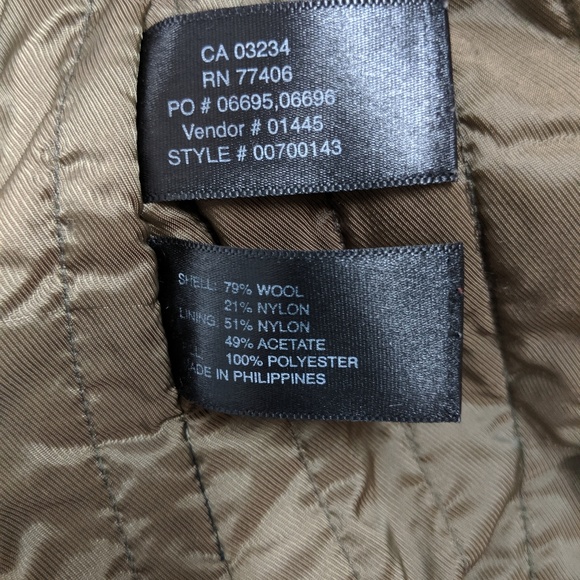 CA 03234
RN 77406
PO # 06695,06696
Vendor # 01445
STYLE # 00700143
SHELL: 79% WOOL
21% NYLON
LINING: 51% NYLON
49% ACETATE
100% POLYESTER
MADE IN PHILIPPINES